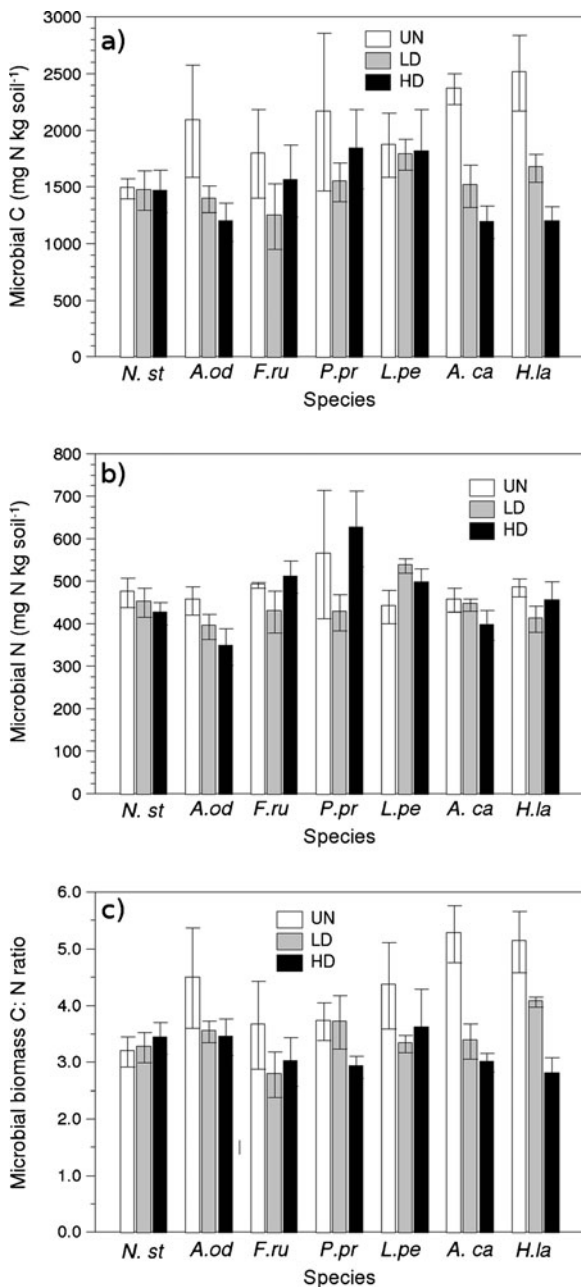 a)
UN
LD
HD
3000
2500
2000
1500
1000
500
0
Microbial C (mg N kg soil-1)
N. st A.od F.ru P.pr L.pe A. ca H.la
Species
b)
UN
LD
HD
800
700
600
500
400
300
200
100
0
Microbial N (mg N kg soil-1)
N. st A.od F.ru P.pr L.pe A. ca H.la
Species
c)
UN
LD
HD
6.0
5.0
4.0
3.0
2.0
1.0
0.0
Microbial biomass C: N ratio
N. st A.od F.ru P.pr L.pe A. ca H.la
Species